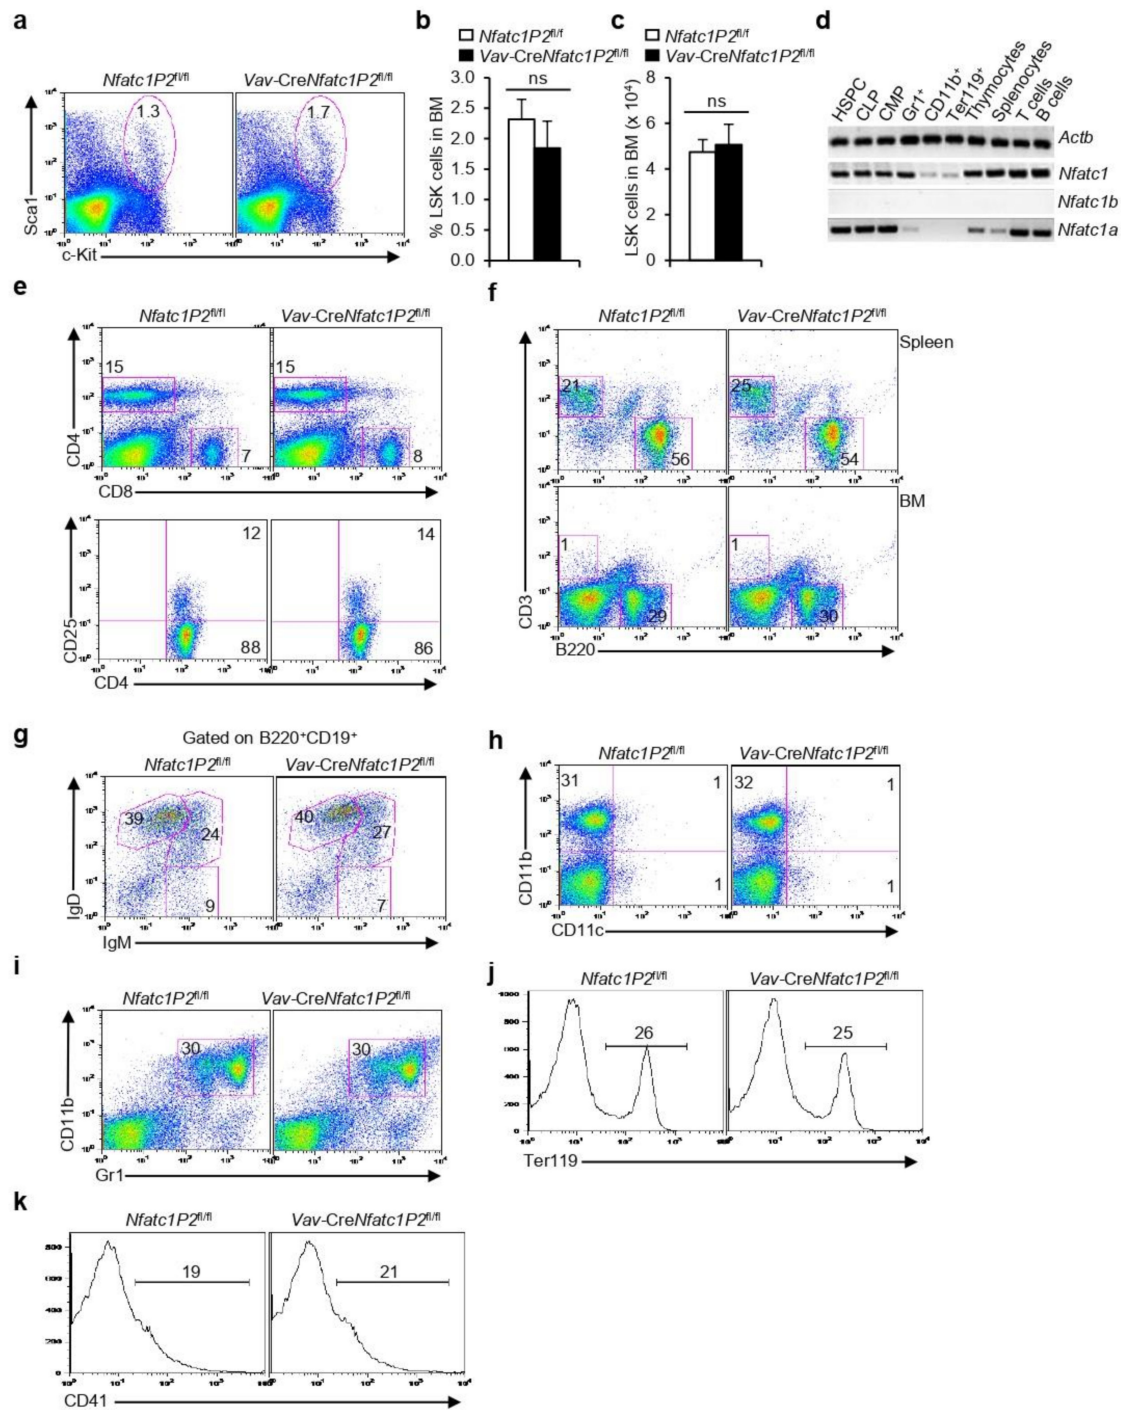 a
Nfatc1P2fl/fl Vav-CreNfatc1P2fl/fl
1.3 1.7
Sca1
c-Kit
b
Nfatc1P2fl/f
Vav-CreNfatc1P2fl/fl
ns
% LSK cells in BM
3.0
2.5
2.0
1.5
1.0
0.5
0.0
c
Nfatc1P2fl/f
Vav-CreNfatc1P2fl/fl
ns
LSK cells in BM (x 10⁴)
8
6
4
2
0
d
HSPC CLP CMP Gr1⁺ CD11b⁺ Ter119⁺ Thymocytes Splenocytes T cells B cells
Actb
Nfatc1
Nfatc1b
Nfatc1a
e
Nfatc1P2fl/fl Vav-CreNfatc1P2fl/fl
15 15
7 8
CD4
CD8
12 14
88 86
CD25
CD4
f
Nfatc1P2fl/fl Vav-CreNfatc1P2fl/fl
Spleen
21 25
56 54
BM
1 1
29 30
CD3
B220
g
Gated on B220⁺CD19⁺
Nfatc1P2fl/fl Vav-CreNfatc1P2fl/fl
39 24 40 27
9 7
IgD
IgM
h
Nfatc1P2fl/fl Vav-CreNfatc1P2fl/fl
31 1 32 1
1 1
CD11b
CD11c
i
Nfatc1P2fl/fl Vav-CreNfatc1P2fl/fl
30 30
CD11b
Gr1
j
Nfatc1P2fl/fl Vav-CreNfatc1P2fl/fl
26 25
Ter119
k
Nfatc1P2fl/fl Vav-CreNfatc1P2fl/fl
19 21
CD41